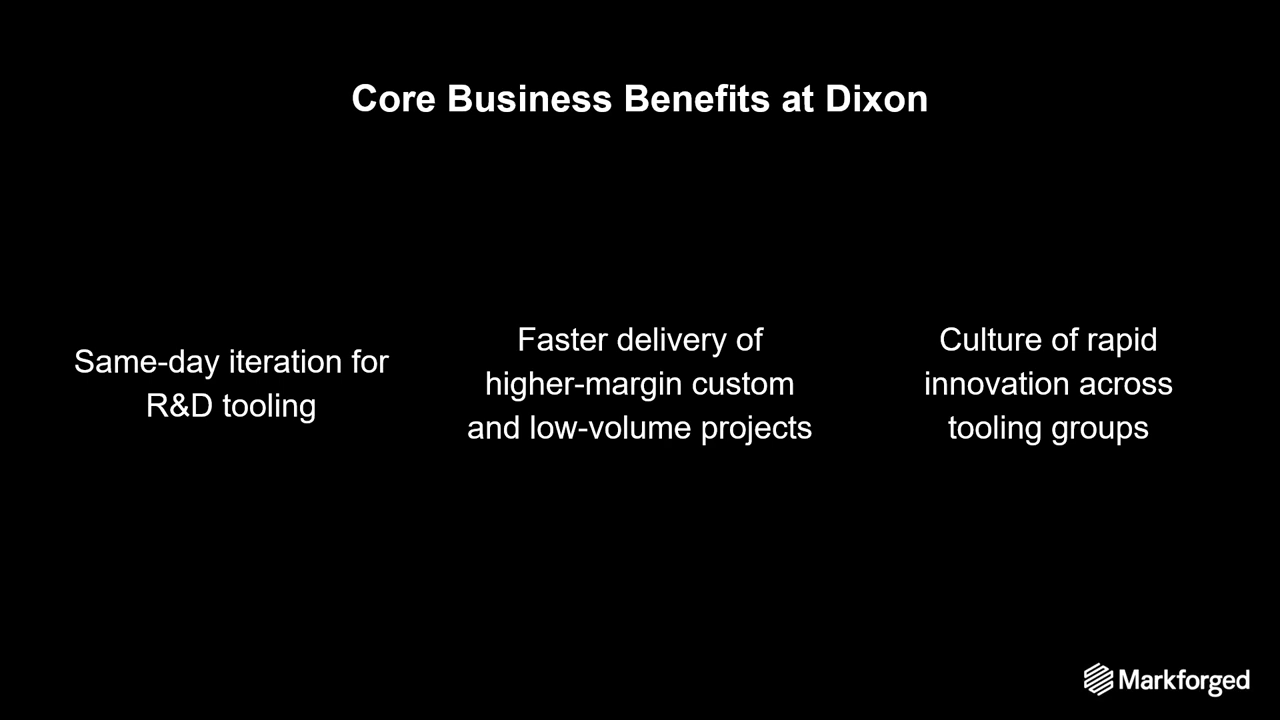 Core Business Benefits at Dixon
Same-day iteration for
R&D tooling
Faster delivery of
higher-margin custom
and low-volume projects
Culture of rapid
innovation across
tooling groups
Markforged